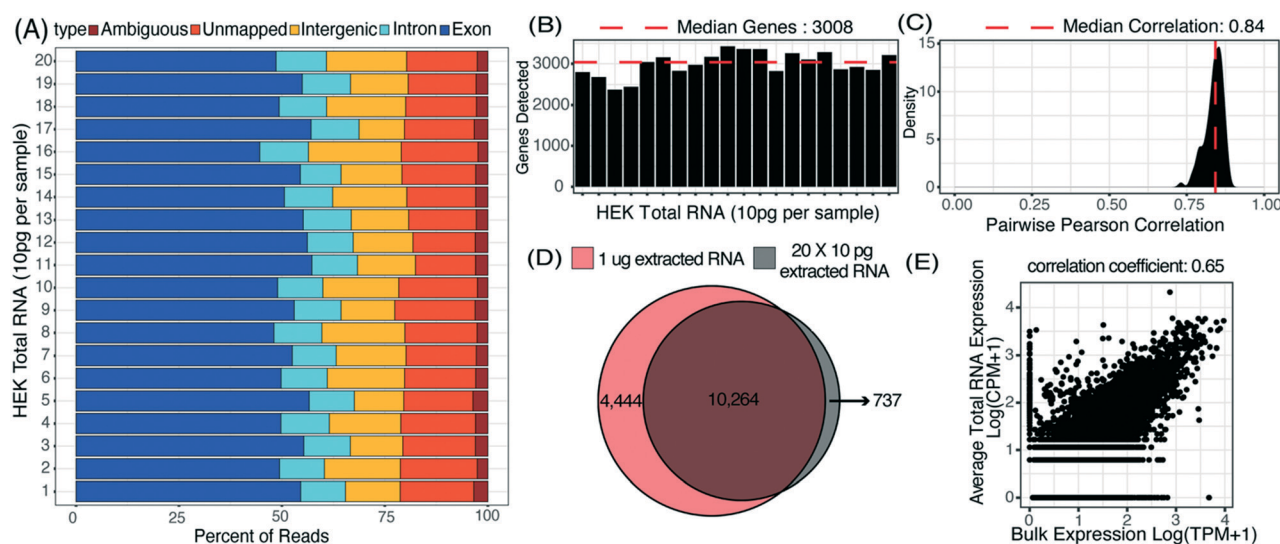 (A) type Ambiguous Unmapped Intergenic Intron Exon
HEK Total RNA (10pg per sample)
20
19
18
17
16
15
14
13
12
11
10
9
8
7
6
5
4
3
2
1
0 25 50 75 100
Percent of Reads
(B) Median Genes : 3008
Genes Detected
3000
2000
1000
0
HEK Total RNA (10pg per sample)
(C) Median Correlation: 0.84
Density
15
10
5
0
0.00 0.25 0.50 0.75 1.00
Pairwise Pearson Correlation
(D) 1 ug extracted RNA 20 X 10 pg
extracted RNA
4,444 10,264 737
(E)
correlation coefficient: 0.65
Average Total RNA Expression
Log(CPM+1)
4
3
2
1
0
0 1 2 3 4
Bulk Expression Log(TPM+1)